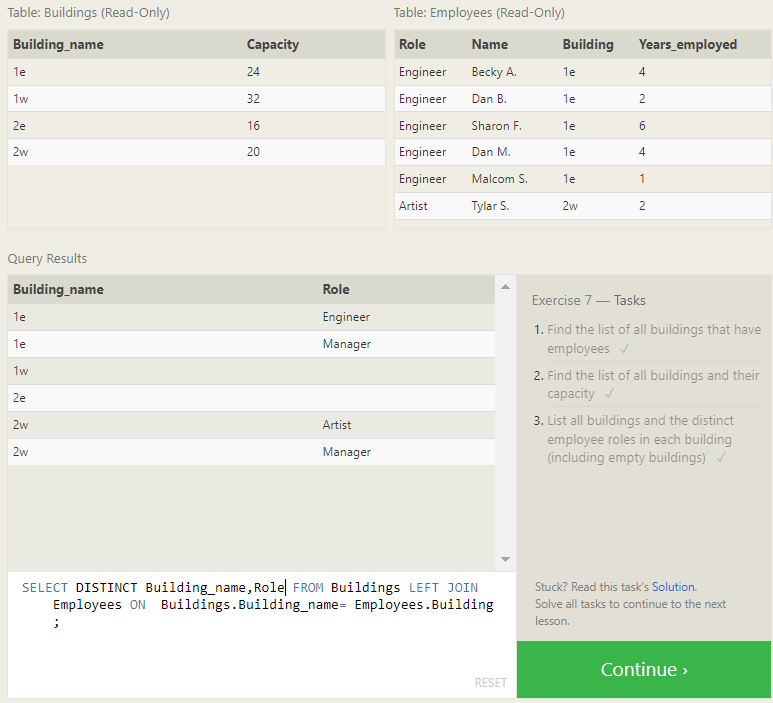 Table: Buildings (Read-Only)
Building_name Capacity
1e 24
1w 32
2e 16
2w 20
Table: Employees (Read-Only)
Role Name Building Years_employed
Engineer Becky A. 1e 4
Engineer Dan B. 1e 2
Engineer Sharon F. 1e 6
Engineer Dan M. 1e 4
Engineer Malcom S. 1e 1
Artist Tylar S. 2w 2
Query Results
Building_name Role
1e Engineer
1e Manager
1w
2e
2w Artist
2w Manager
SELECT DISTINCT Building_name,Role FROM Buildings LEFT JOIN
Employees ON  Buildings.Building_name= Employees.Building
;
RESET
Exercise 7 — Tasks
1. Find the list of all buildings that have
employees ✓
2. Find the list of all buildings and their
capacity ✓
3. List all buildings and the distinct
employee roles in each building
(including empty buildings) ✓
Stuck? Read this task's Solution.
Solve all tasks to continue to the next
lesson.
Continue ›